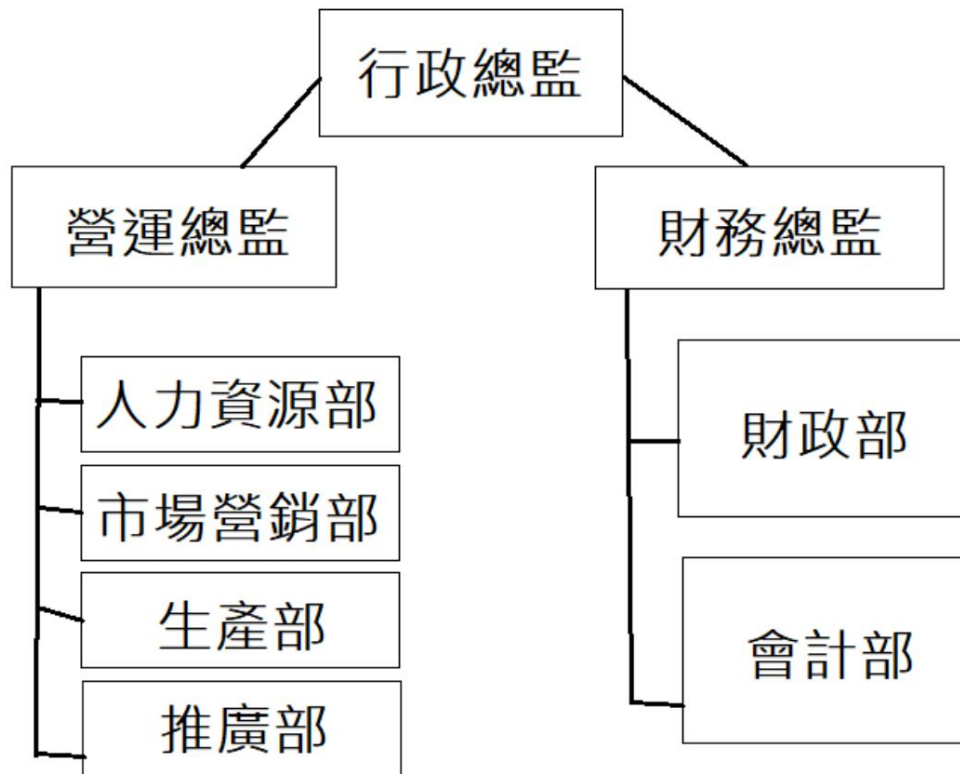 行政總監
營運總監
財務總監
人力資源部
市場營銷部
生產部
推廣部
財政部
會計部